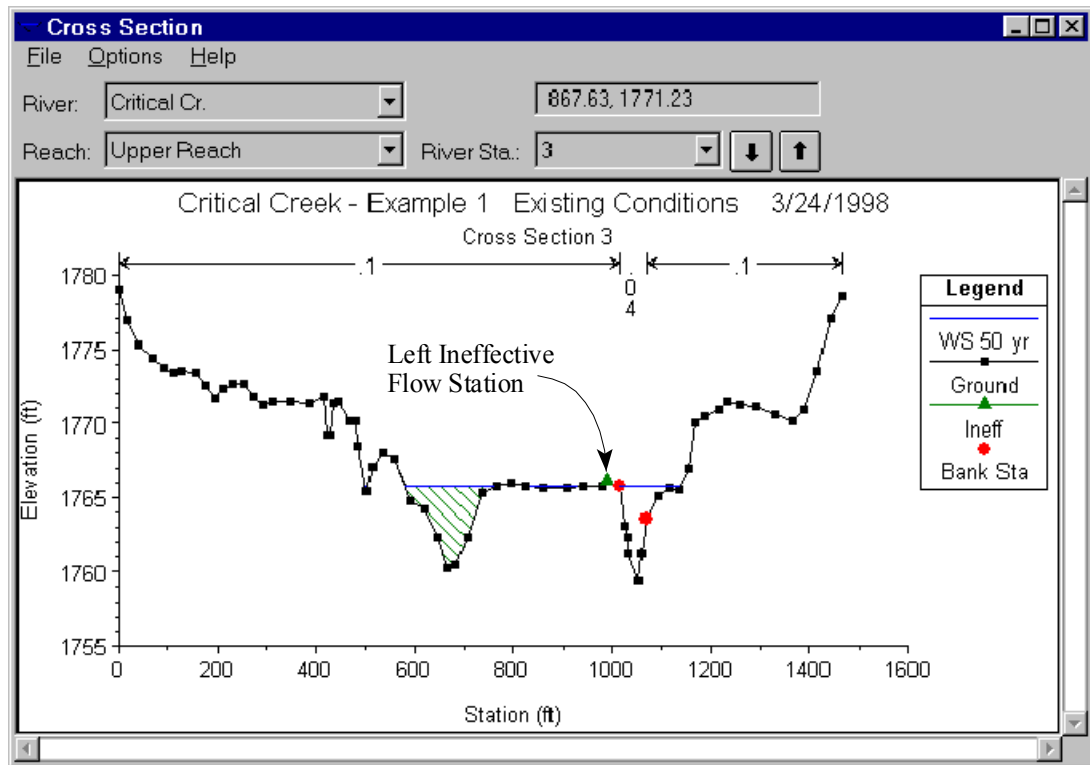 Cross Section
File Options Help
River: Critical Cr. 867.63, 1771.23
Reach: Upper Reach River Sta.: 3
Critical Creek - Example 1 Existing Conditions 3/24/1998
Cross Section 3
.1 .04 .1
Legend
WS 50 yr
Ground
Ineff
Bank Sta
Left Ineffective
Flow Station
Elevation (ft)
1780
1775
1770
1765
1760
1755
0 200 400 600 800 1000 1200 1400 1600
Station (ft)